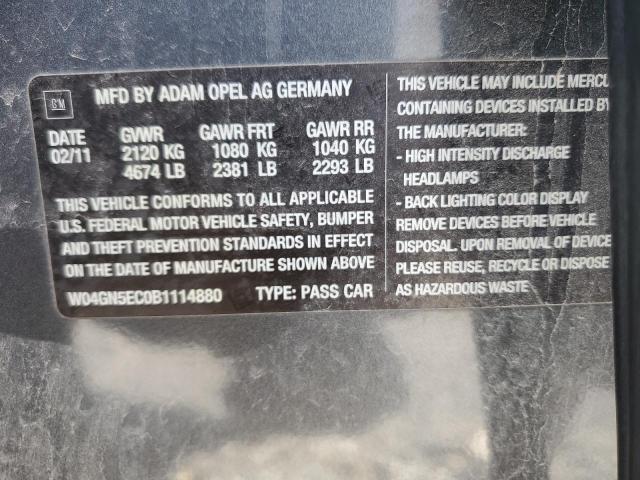 GM
MFD BY ADAM OPEL AG GERMANY
DATE GVWR GAWR FRT GAWR RR
02/11 2120 KG 1080 KG 1040 KG
4674 LB 2381 LB 2293 LB
THIS VEHICLE CONFORMS TO ALL APPLICABLE
U.S. FEDERAL MOTOR VEHICLE SAFETY, BUMPER
AND THEFT PREVENTION STANDARDS IN EFFECT
ON THE DATE OF MANUFACTURE SHOWN ABOVE
W04GN5EC0B1114880 TYPE: PASS CAR
THIS VEHICLE MAY INCLUDE MERCU
CONTAINING DEVICES INSTALLED BY
THE MANUFACTURER:
- HIGH INTENSITY DISCHARGE
HEADLAMPS
- BACK LIGHTING COLOR DISPLAY
REMOVE DEVICES BEFORE VEHICLE
DISPOSAL. UPON REMOVAL OF DEVICE
PLEASE REUSE, RECYCLE OR DISPOSE
AS HAZARDOUS WASTE